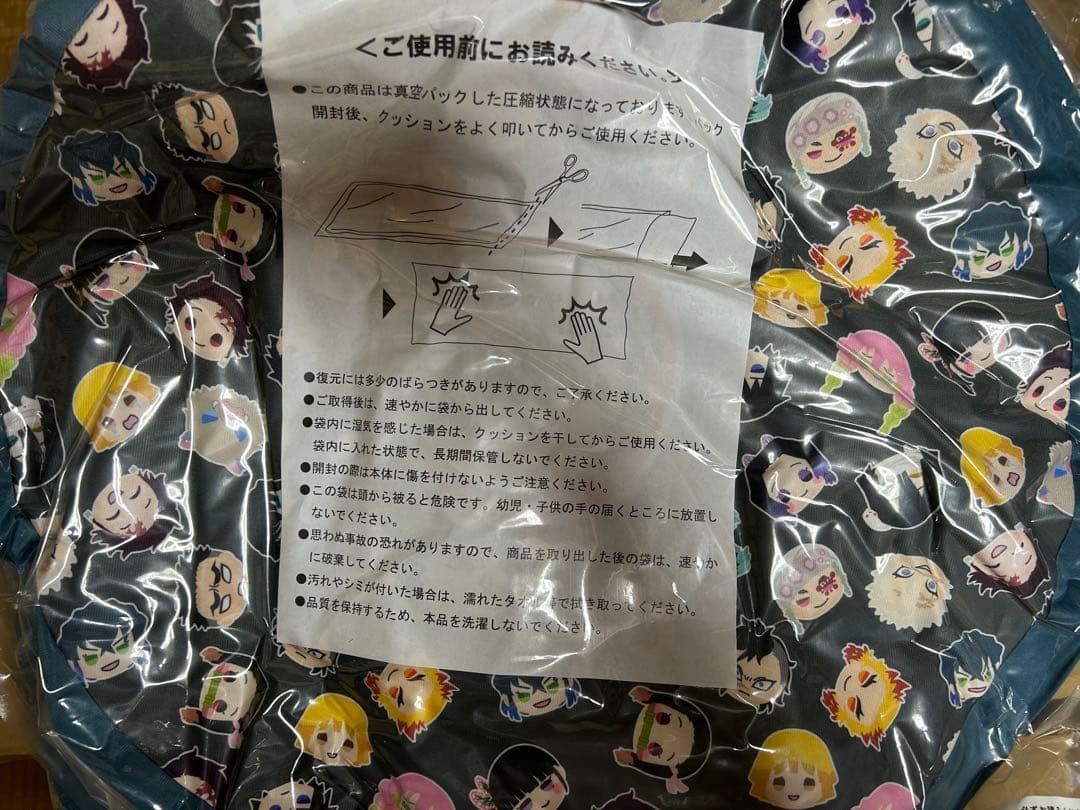 ＜ご使用前にお読みください。＞
●この商品は真空パックした圧縮状態になっております。パック
開封後、クッションをよく叩いてからご使用ください。
●復元には多少のばらつきがありますので、ご了承ください。
●ご取得後は、速やかに袋から出してください。
●袋内に湿気を感じた場合は、クッションを干してからご使用ください。
袋内に入れた状態で、長期間保管しないでください。
●開封の際は本体に傷を付けないようご注意ください。
●この袋は頭から被ると危険です。幼児・子供の手の届くところに放置し
ないでください。
●思わぬ事故の恐れがありますので、商品を取り出した後の袋は、速やか
に破棄してください。
●汚れやシミが付いた場合は、濡れたタオル等で拭き取ってください。
●品質を保持するため、本品を洗濯しないでください。